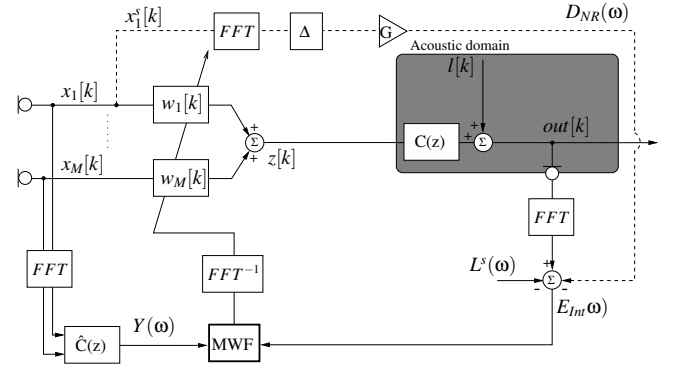 x₁ˢ[k]
FFT
Δ
G
D_NR(ω)
Acoustic domain
l[k]
x₁[k]
w₁[k]
+
Σ
+
z[k]
C(z)
+
+
Σ
out[k]
x_M[k]
w_M[k]
FFT
FFT
FFT⁻¹
Lˢ(ω)
+
Σ
-
-
E_Int ω)
Ĉ(z)
Y(ω)
MWF